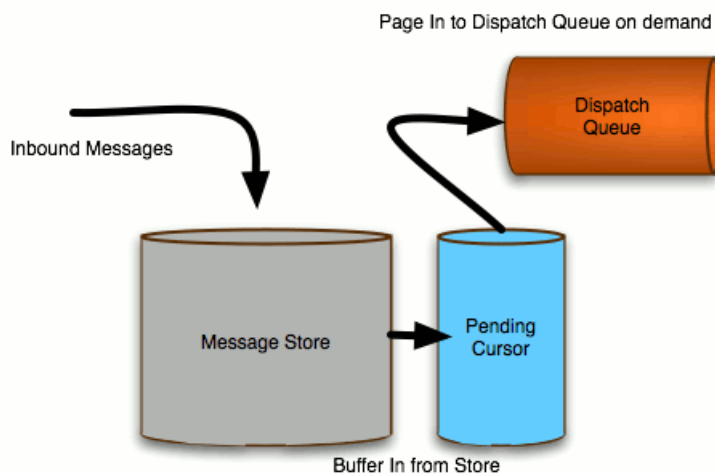 Page In to Dispatch Queue on demand
Dispatch
Queue
Inbound Messages
Message Store
Pending
Cursor
Buffer In from Store